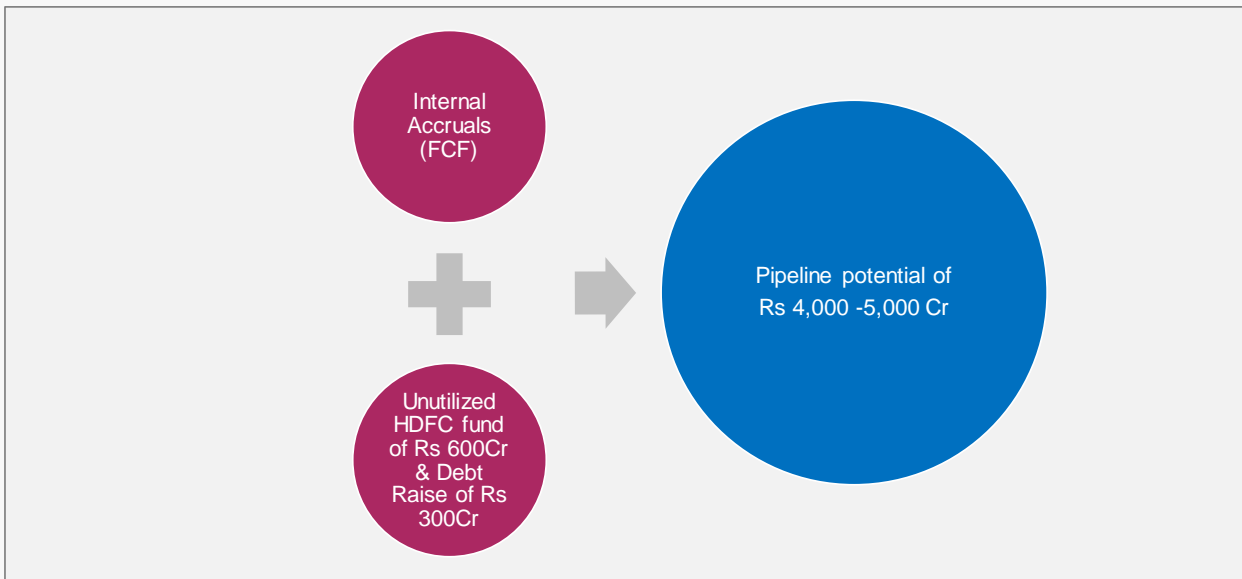 Internal
Accruals
(FCF)
Unutilized
HDFC fund
of Rs 600Cr
& Debt
Raise of Rs
300Cr
Pipeline potential of
Rs 4,000 -5,000 Cr